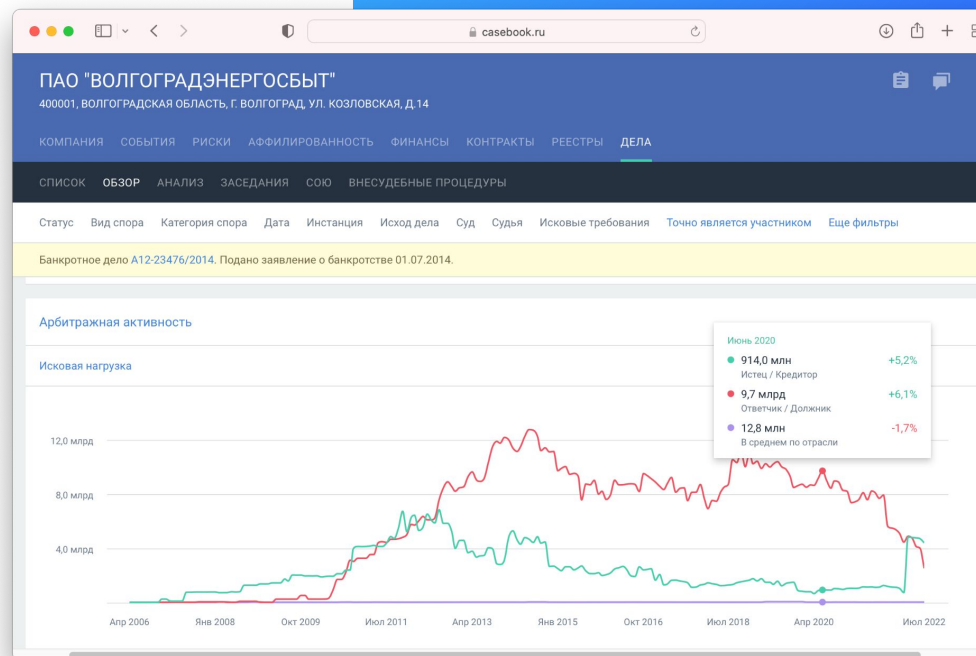 casebook.ru
ПАО "ВОЛГОГРАДЭНЕРГОСБЫТ"
400001, ВОЛГОГРАДСКАЯ ОБЛАСТЬ, Г. ВОЛГОГРАД, УЛ. КОЗЛОВСКАЯ, Д.14
КОМПАНИЯ СОБЫТИЯ РИСКИ АФФИЛИРОВАННОСТЬ ФИНАНСЫ КОНТРАКТЫ РЕЕСТРЫ ДЕЛА
СПИСОК ОБЗОР АНАЛИЗ ЗАСЕДАНИЯ СОЮ ВНЕСУДЕБНЫЕ ПРОЦЕДУРЫ
Статус Вид спора Категория спора Дата Инстанция Исход дела Суд Судья Исковые требования Точно является участником Еще фильтры
Банкротное дело А12-23476/2014. Подано заявление о банкротстве 01.07.2014.
Арбитражная активность
Исковая нагрузка
Июнь 2020
914,0 млн +5,2%
Истец / Кредитор
9,7 млрд +6,1%
Ответчик / Должник
12,8 млн -1,7%
В среднем по отрасли
12,0 млрд
8,0 млрд
4,0 млрд
Апр 2006 Янв 2008 Окт 2009 Июл 2011 Апр 2013 Янв 2015 Окт 2016 Июл 2018 Апр 2020 Июл 2022